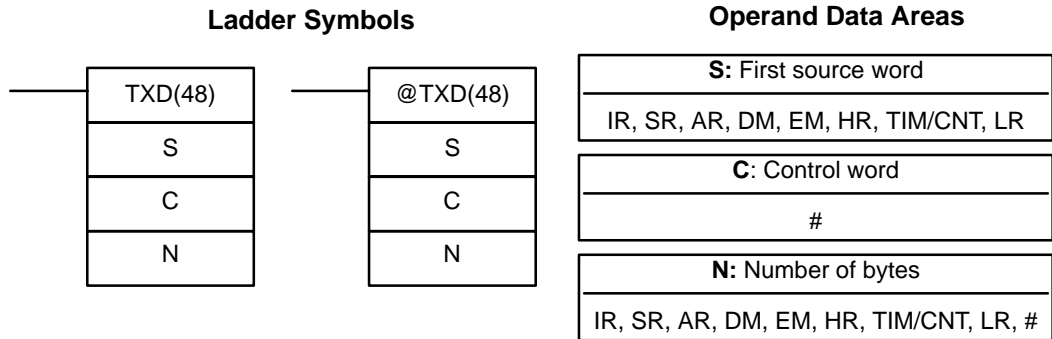 Ladder Symbols
TXD(48)
S
C
N
@TXD(48)
S
C
N
Operand Data Areas
S: First source word
IR, SR, AR, DM, EM, HR, TIM/CNT, LR
C: Control word
#
N: Number of bytes
IR, SR, AR, DM, EM, HR, TIM/CNT, LR, #